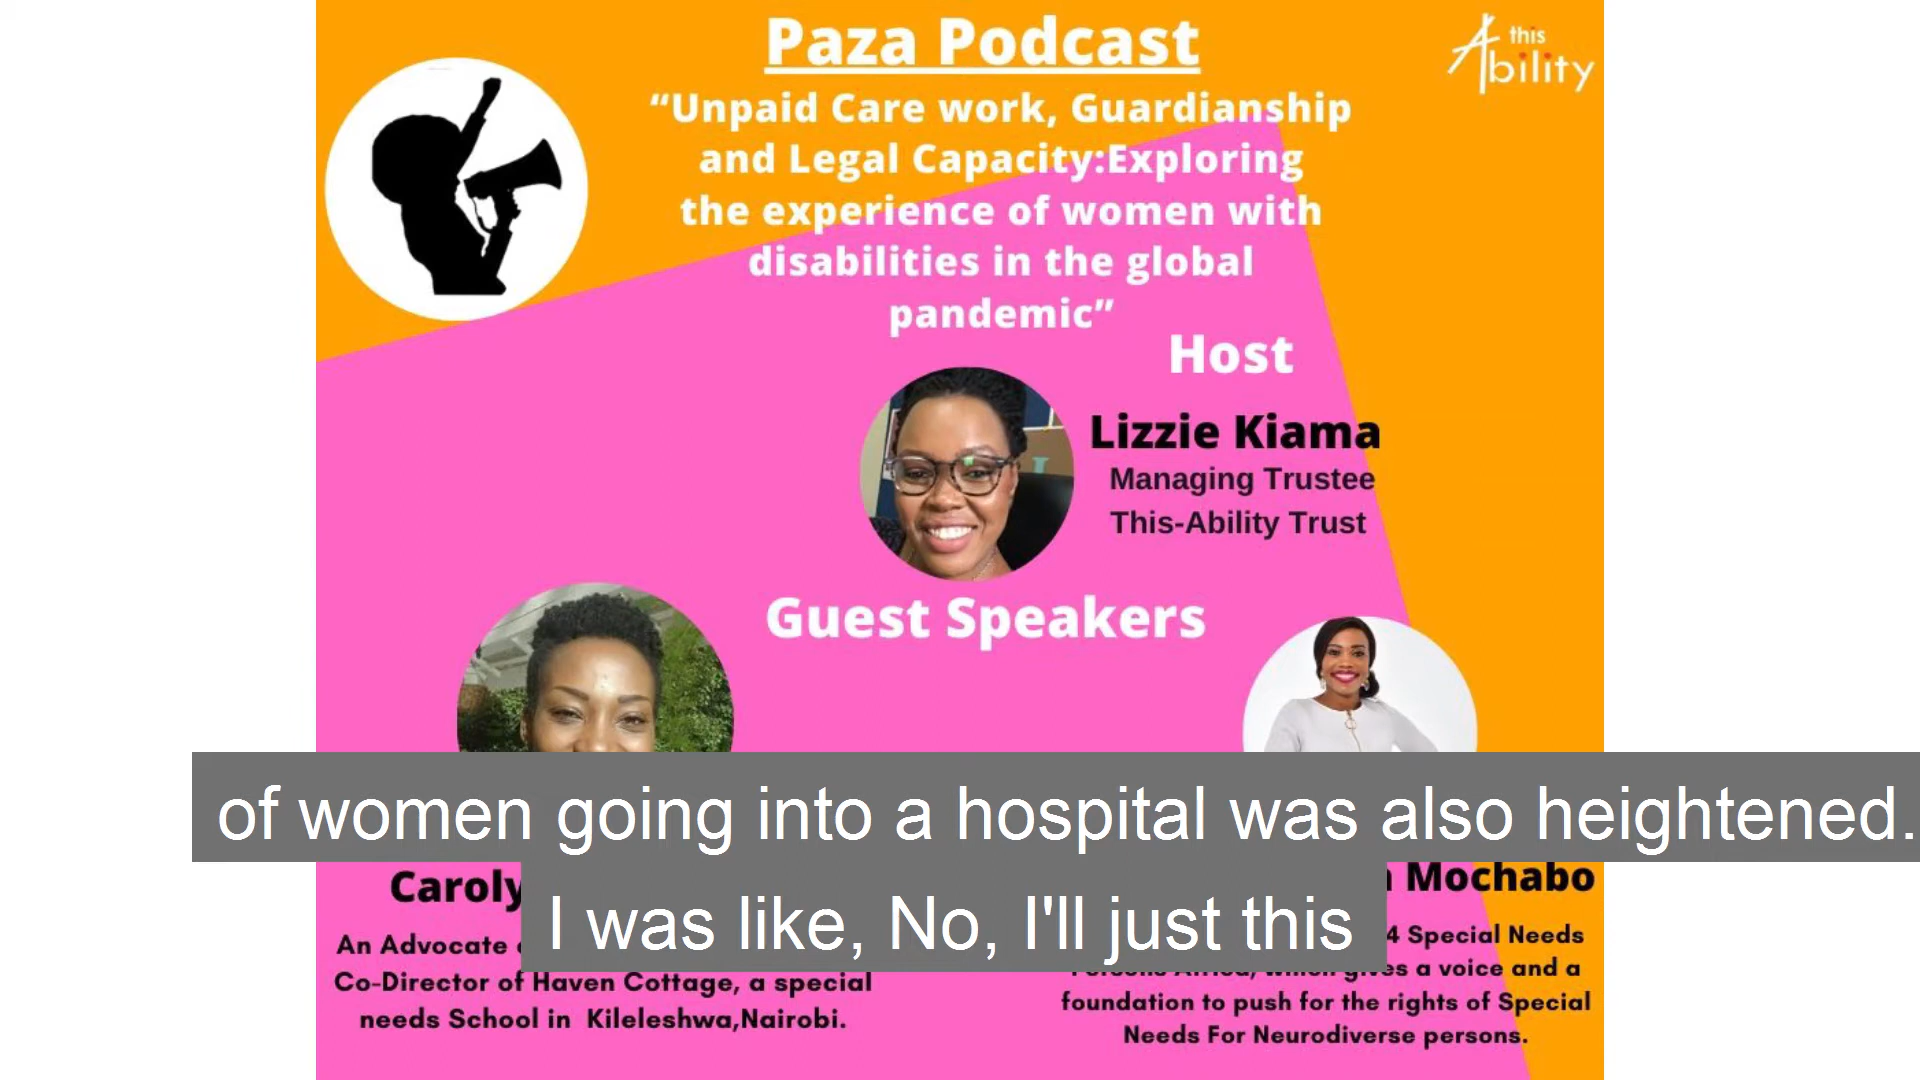 Paza Podcast
this
Ability
“Unpaid Care work, Guardianship
and Legal Capacity:Exploring
the experience of women with
disabilities in the global
pandemic”
Host
Lizzie Kiama
Managing Trustee
This-Ability Trust
Guest Speakers
of women going into a hospital was also heightened.
I was like, No, I'll just this
Mochabo
An Advocate
Co-Director of Haven Cottage, a special
needs School in Kileleshwa,Nairobi.
4 Special Needs
gives a voice and a
foundation to push for the rights of Special
Needs For Neurodiverse persons.